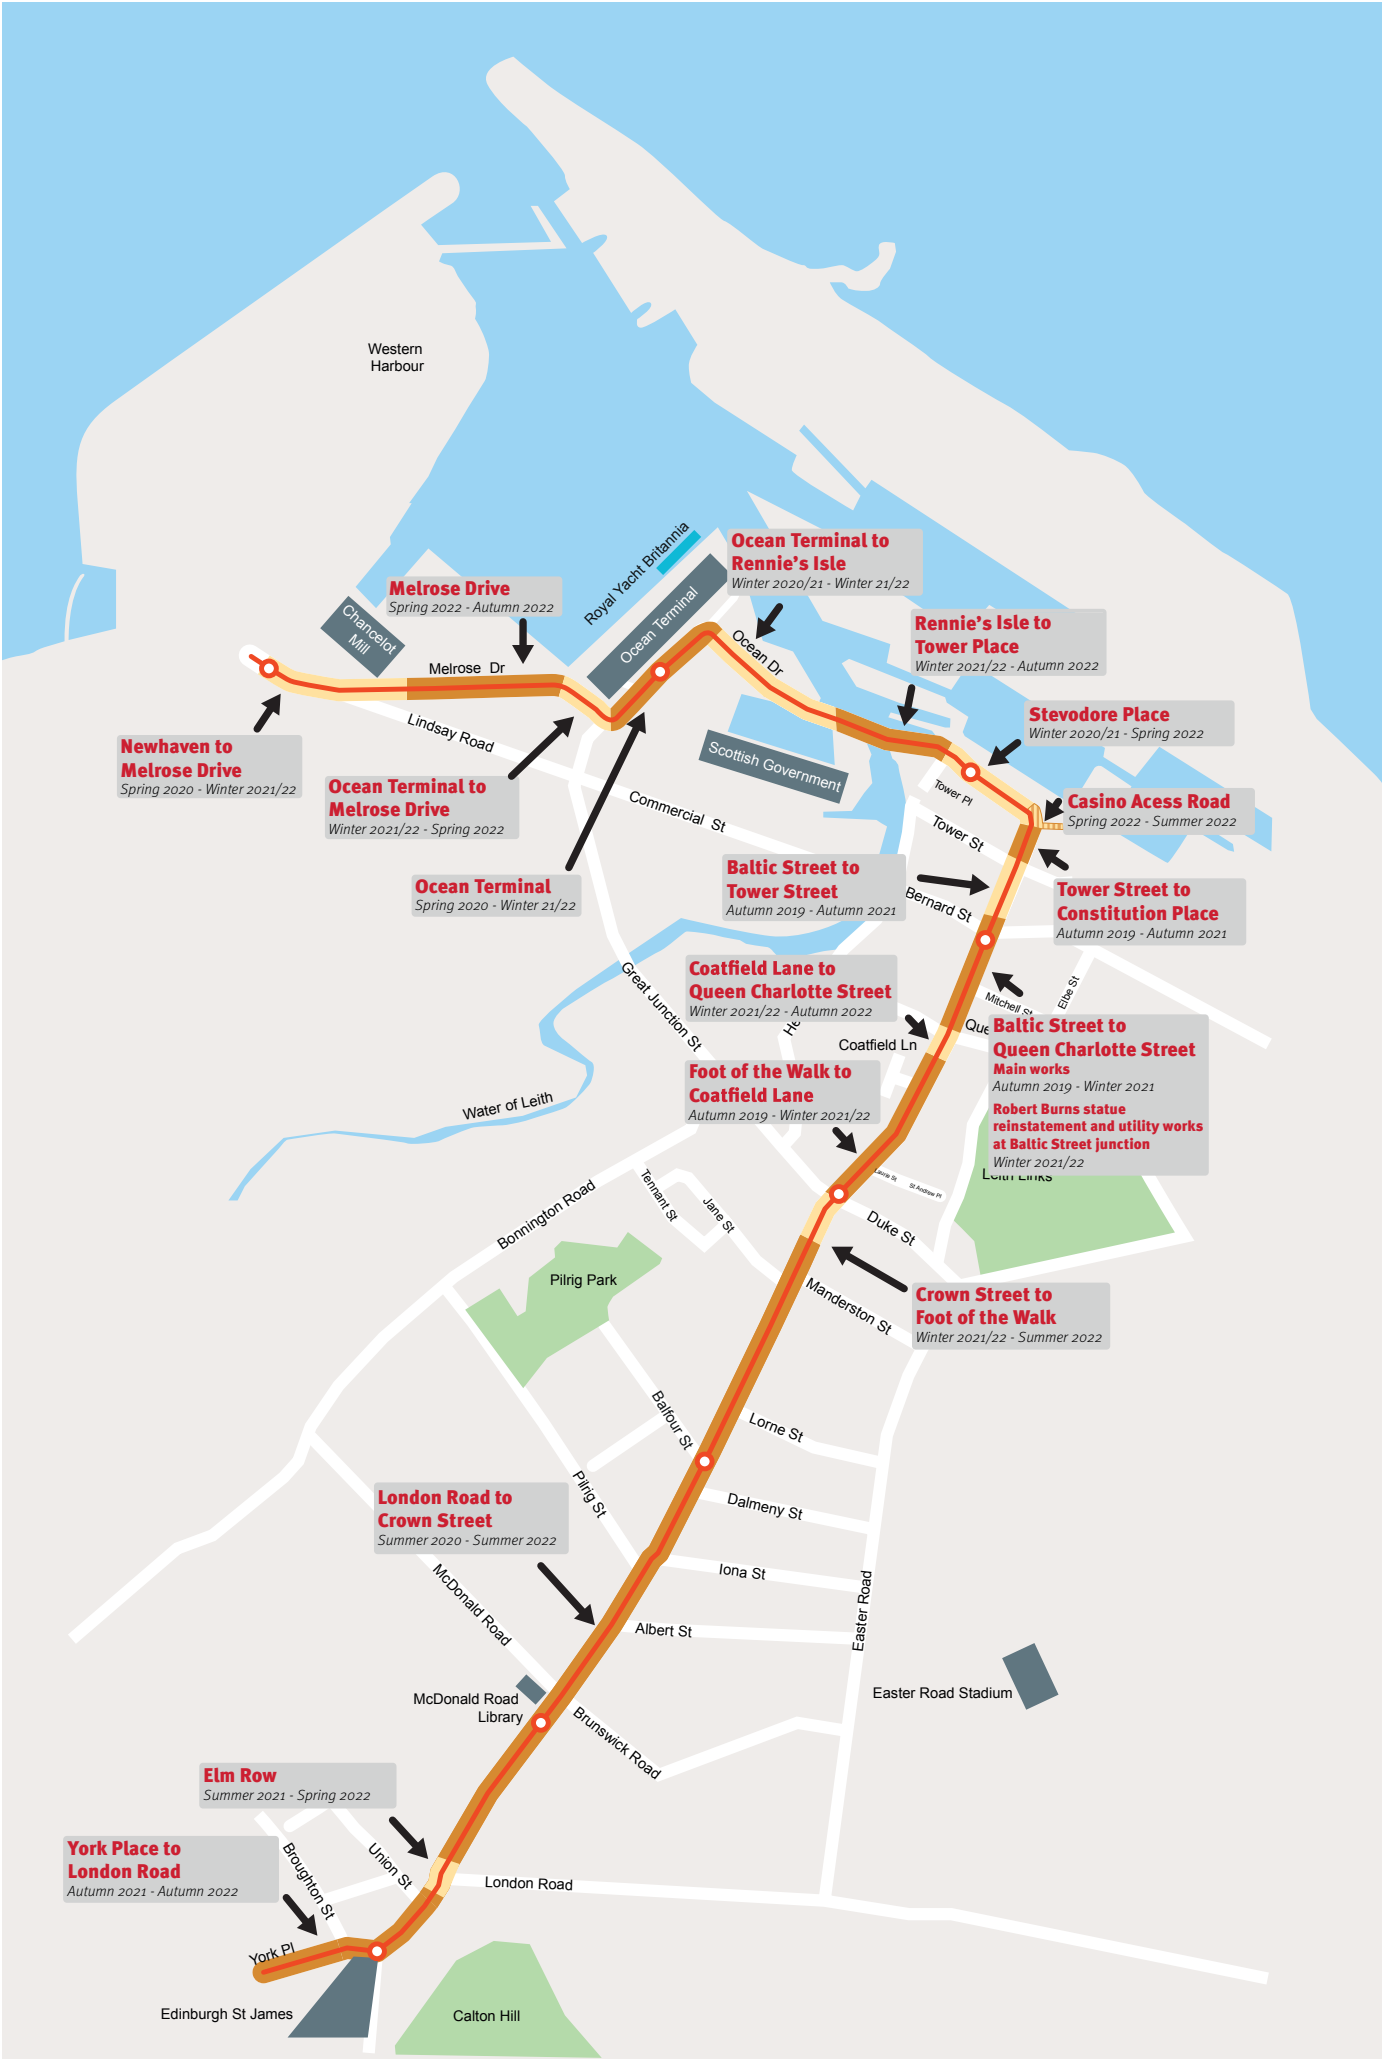 Western
Harbour
Royal Yacht Britannia
Ocean Terminal to
Rennie's Isle
Winter 2020/21 - Winter 21/22
Melrose Drive
Spring 2022 - Autumn 2022
Chancelot
Mill
Ocean Terminal
Ocean Dr
Rennie's Isle to
Tower Place
Winter 2021/22 - Autumn 2022
Melrose Dr
Stevodore Place
Winter 2020/21 - Spring 2022
Newhaven to
Melrose Drive
Spring 2020 - Winter 2021/22
Lindsay Road
Scottish Government
Ocean Terminal to
Melrose Drive
Winter 2021/22 - Spring 2022
Tower Pl
Casino Acess Road
Spring 2022 - Summer 2022
Commercial St
Tower St
Ocean Terminal
Spring 2020 - Winter 21/22
Baltic Street to
Tower Street
Autumn 2019 - Autumn 2021
Bernard St
Tower Street to
Constitution Place
Autumn 2019 - Autumn 2021
Great Junction St
Coatfield Lane to
Queen Charlotte Street
Winter 2021/22 - Autumn 2022
He
Mitchell St
Elbe St
Que
Coatfield Ln
Baltic Street to
Queen Charlotte Street
Main works
Autumn 2019 - Winter 2021
Robert Burns statue
reinstatement and utility works
at Baltic Street junction
Winter 2021/22
Foot of the Walk to
Coatfield Lane
Autumn 2019 - Winter 2021/22
Water of Leith
Leith Links
Laurie St
St Andrew Pl
Bonnington Road
Tennant St
Jane St
Duke St
Pilrig Park
Manderston St
Crown Street to
Foot of the Walk
Winter 2021/22 - Summer 2022
Balfour St
Lorne St
Pilrig St
London Road to
Crown Street
Summer 2020 - Summer 2022
Dalmeny St
McDonald Road
Iona St
Easter Road
Albert St
McDonald Road
Library
Easter Road Stadium
Brunswick Road
Elm Row
Summer 2021 - Spring 2022
York Place to
London Road
Autumn 2021 - Autumn 2022
Broughton St
Union St
London Road
York Pl
Edinburgh St James
Calton Hill